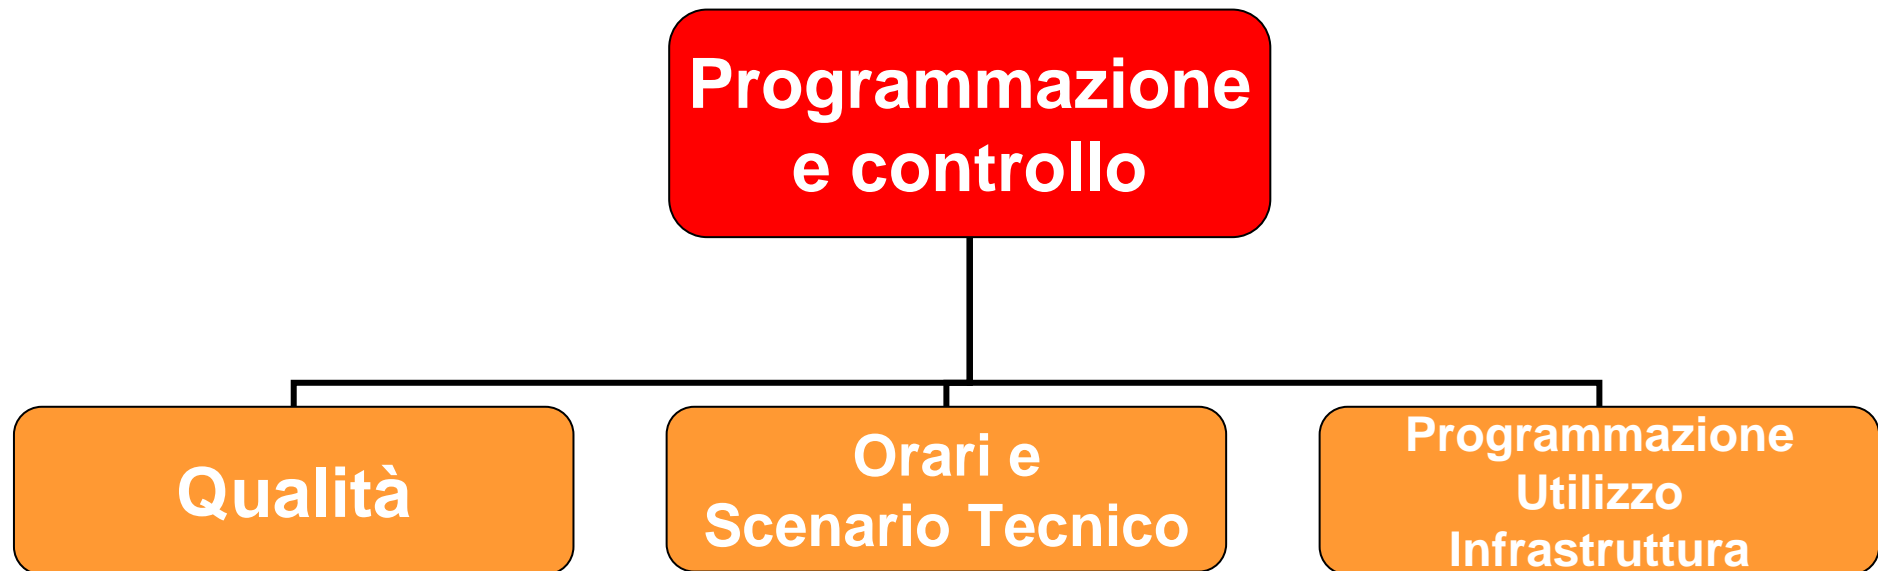 Programmazione
e controllo
Qualità
Orari e
Scenario Tecnico
Programmazione
Utilizzo
Infrastruttura